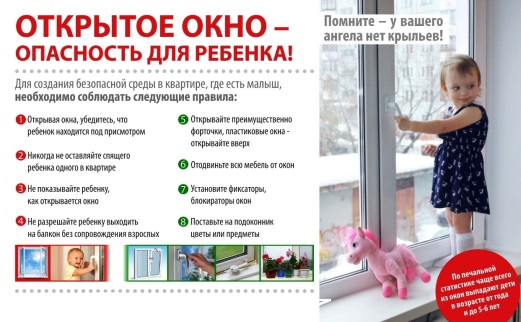 ОТКРЫТОЕ ОКНО –
ОПАСНОСТЬ ДЛЯ РЕБЕНКА!
Для создания безопасной среды в квартире, где есть малыш,
необходимо соблюдать следующие правила:
1 Открывая окна, убедитесь, что
ребенок находится под присмотром
2 Никогда не оставляйте спящего
ребенка одного в квартире
3 Не показывайте ребенку,
как открывается окно
4 Не разрешайте ребенку выходить
на балкон без сопровождения взрослых
5 Открывайте преимущественно
форточки, пластиковые окна -
открывайте вверх
6 Отодвиньте всю мебель от окон
7 Установите фиксаторы,
блокираторы окон
8 Поставьте на подоконник
цветы или предметы
Помните – у вашего
ангела нет крыльев!
По печальной
статистике чаще всего
из окон выпадают дети
в возрасте от года
и до 5-6 лет